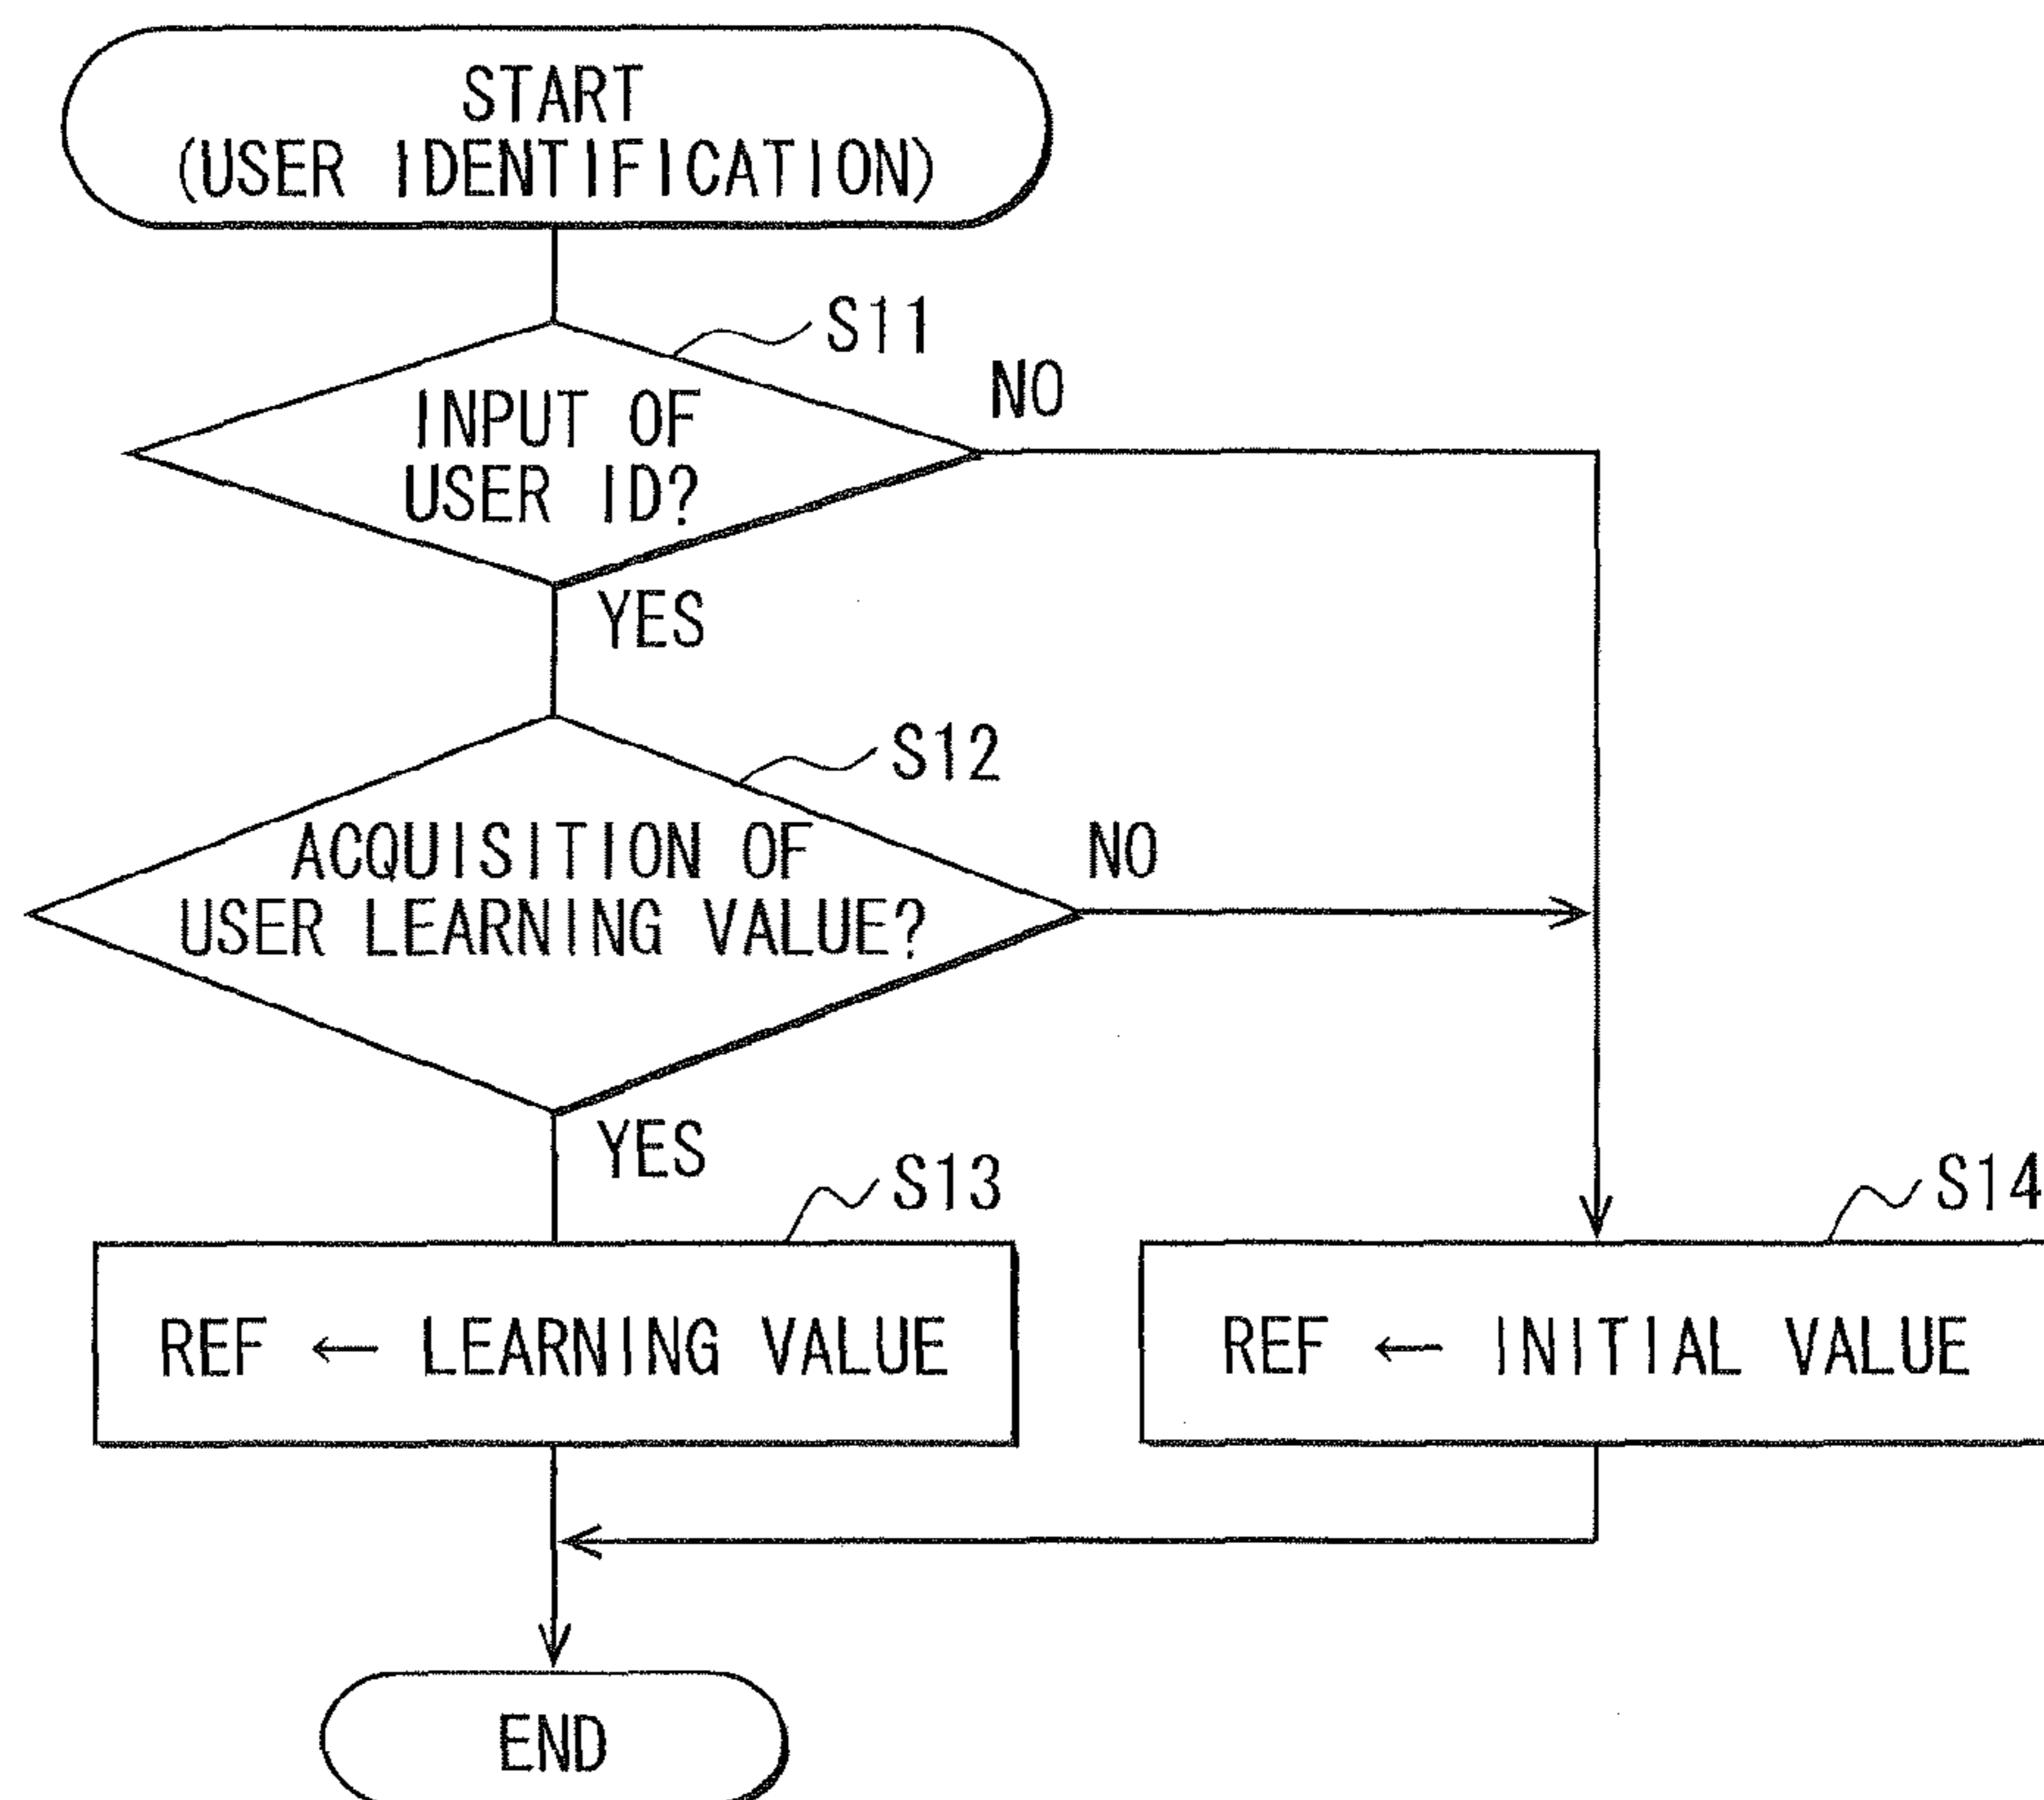 START
(USER IDENTIFICATION)
S11
INPUT OF
USER ID?
NO
YES
S12
ACQUISITION OF
USER LEARNING VALUE?
NO
YES
S13
REF ← LEARNING VALUE
S14
REF ← INITIAL VALUE
END